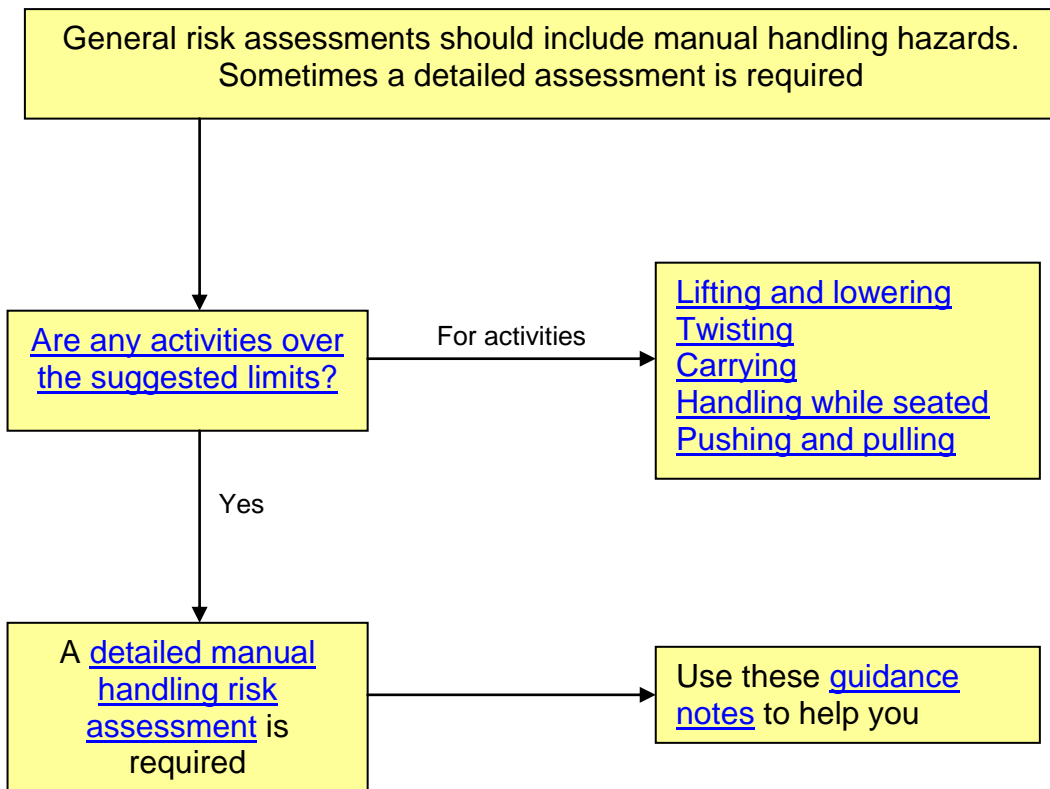 General risk assessments should include manual handling hazards.
Sometimes a detailed assessment is required
Are any activities over
the suggested limits?
For activities
Lifting and lowering
Twisting
Carrying
Handling while seated
Pushing and pulling
Yes
A detailed manual
handling risk
assessment is
required
Use these guidance
notes to help you